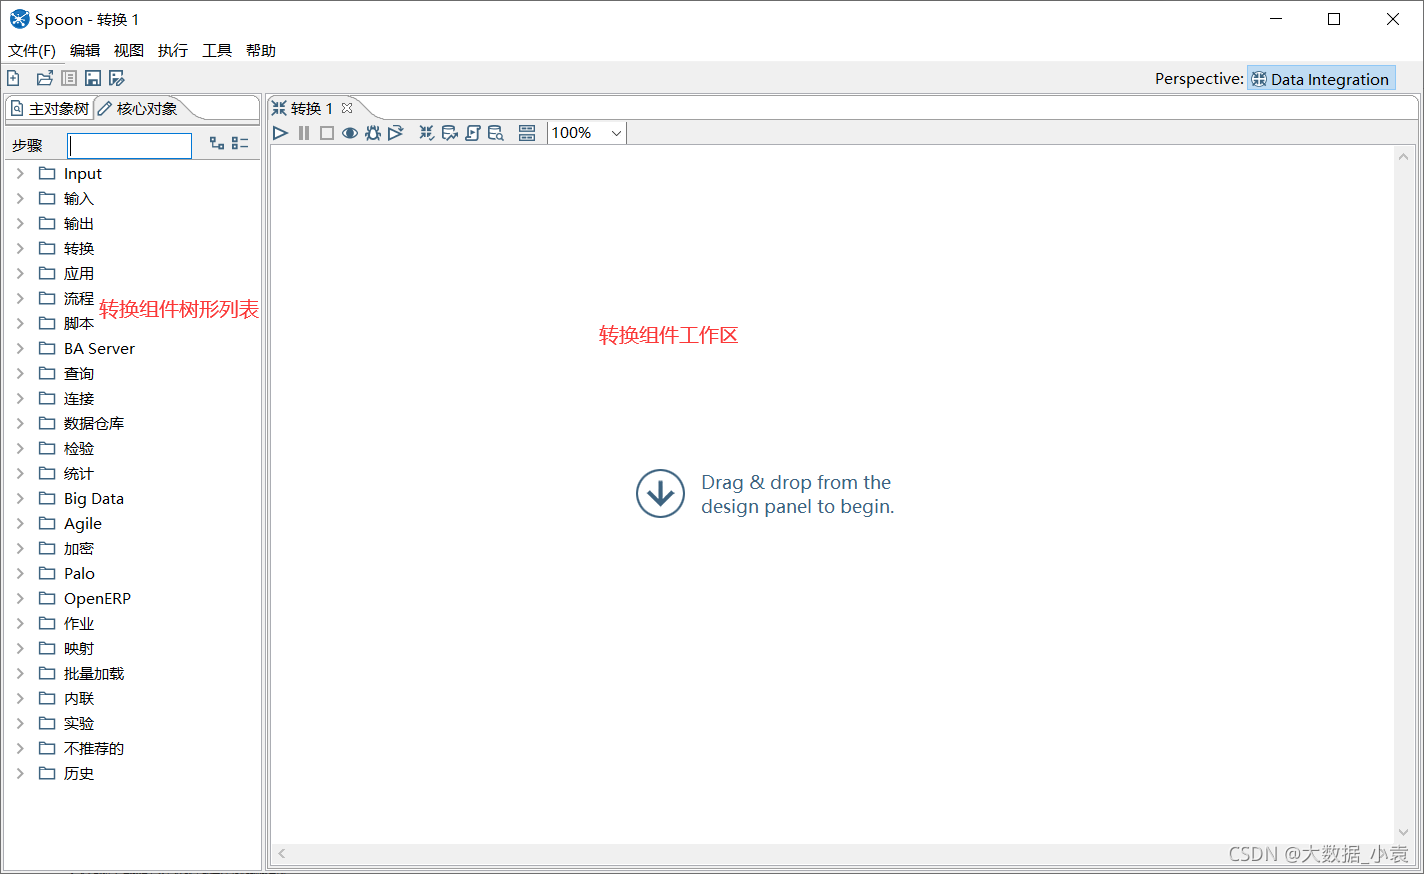 Spoon - 转换 1
文件(F) 编辑 视图 执行 工具 帮助
Perspective: Data Integration
主对象树 核心对象
转换 1
步骤
100%
Input
输入
输出
转换
应用
流程
转换组件树形列表
脚本
转换组件工作区
BA Server
查询
连接
数据仓库
检验
统计
Drag & drop from the
design panel to begin.
Big Data
Agile
加密
Palo
OpenERP
作业
映射
批量加载
内联
实验
不推荐的
历史
CSDN @大数据_小袁